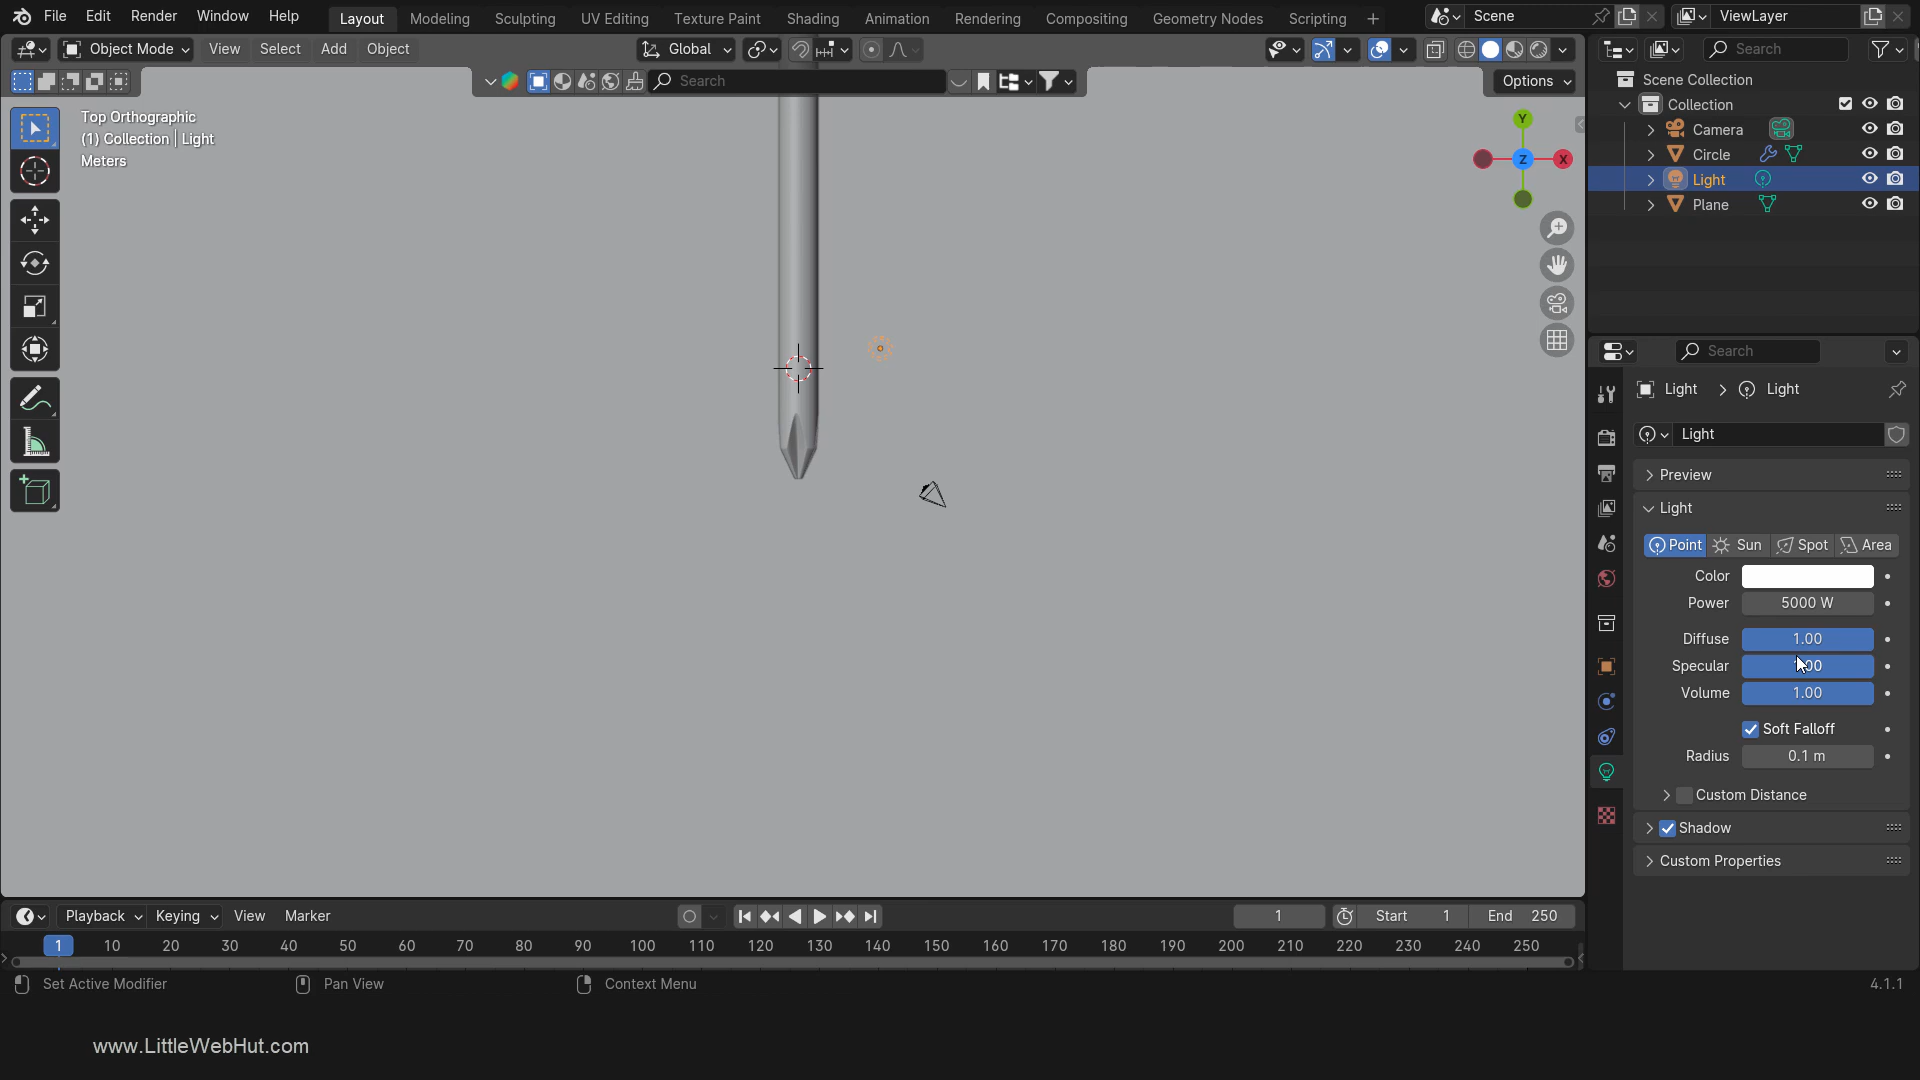 File Edit Render Window Help Layout Modeling Sculpting UV Editing Texture Paint Shading Animation Rendering Compositing Geometry Nodes Scripting + Scene ViewLayer
Object Mode View Select Add Object Global Search
Search Options
Scene Collection
Collection
Camera
Circle
Light
Plane
Top Orthographic
(1) Collection | Light
Meters
Y
Z
X
Search
Light > Light
Light
Preview
Light
Point Sun Spot Area
Color
Power 5000 W
Diffuse 1.00
Specular
Volume 1.00
Soft Falloff
Radius 0.1 m
Custom Distance
Shadow
Custom Properties
Playback Keying View Marker 1 Start 1 End 250
1 10 20 30 40 50 60 70 80 90 100 110 120 130 140 150 160 170 180 190 200 210 220 230 240 250
Set Active Modifier Pan View Context Menu 4.1.1
www.LittleWebHut.com